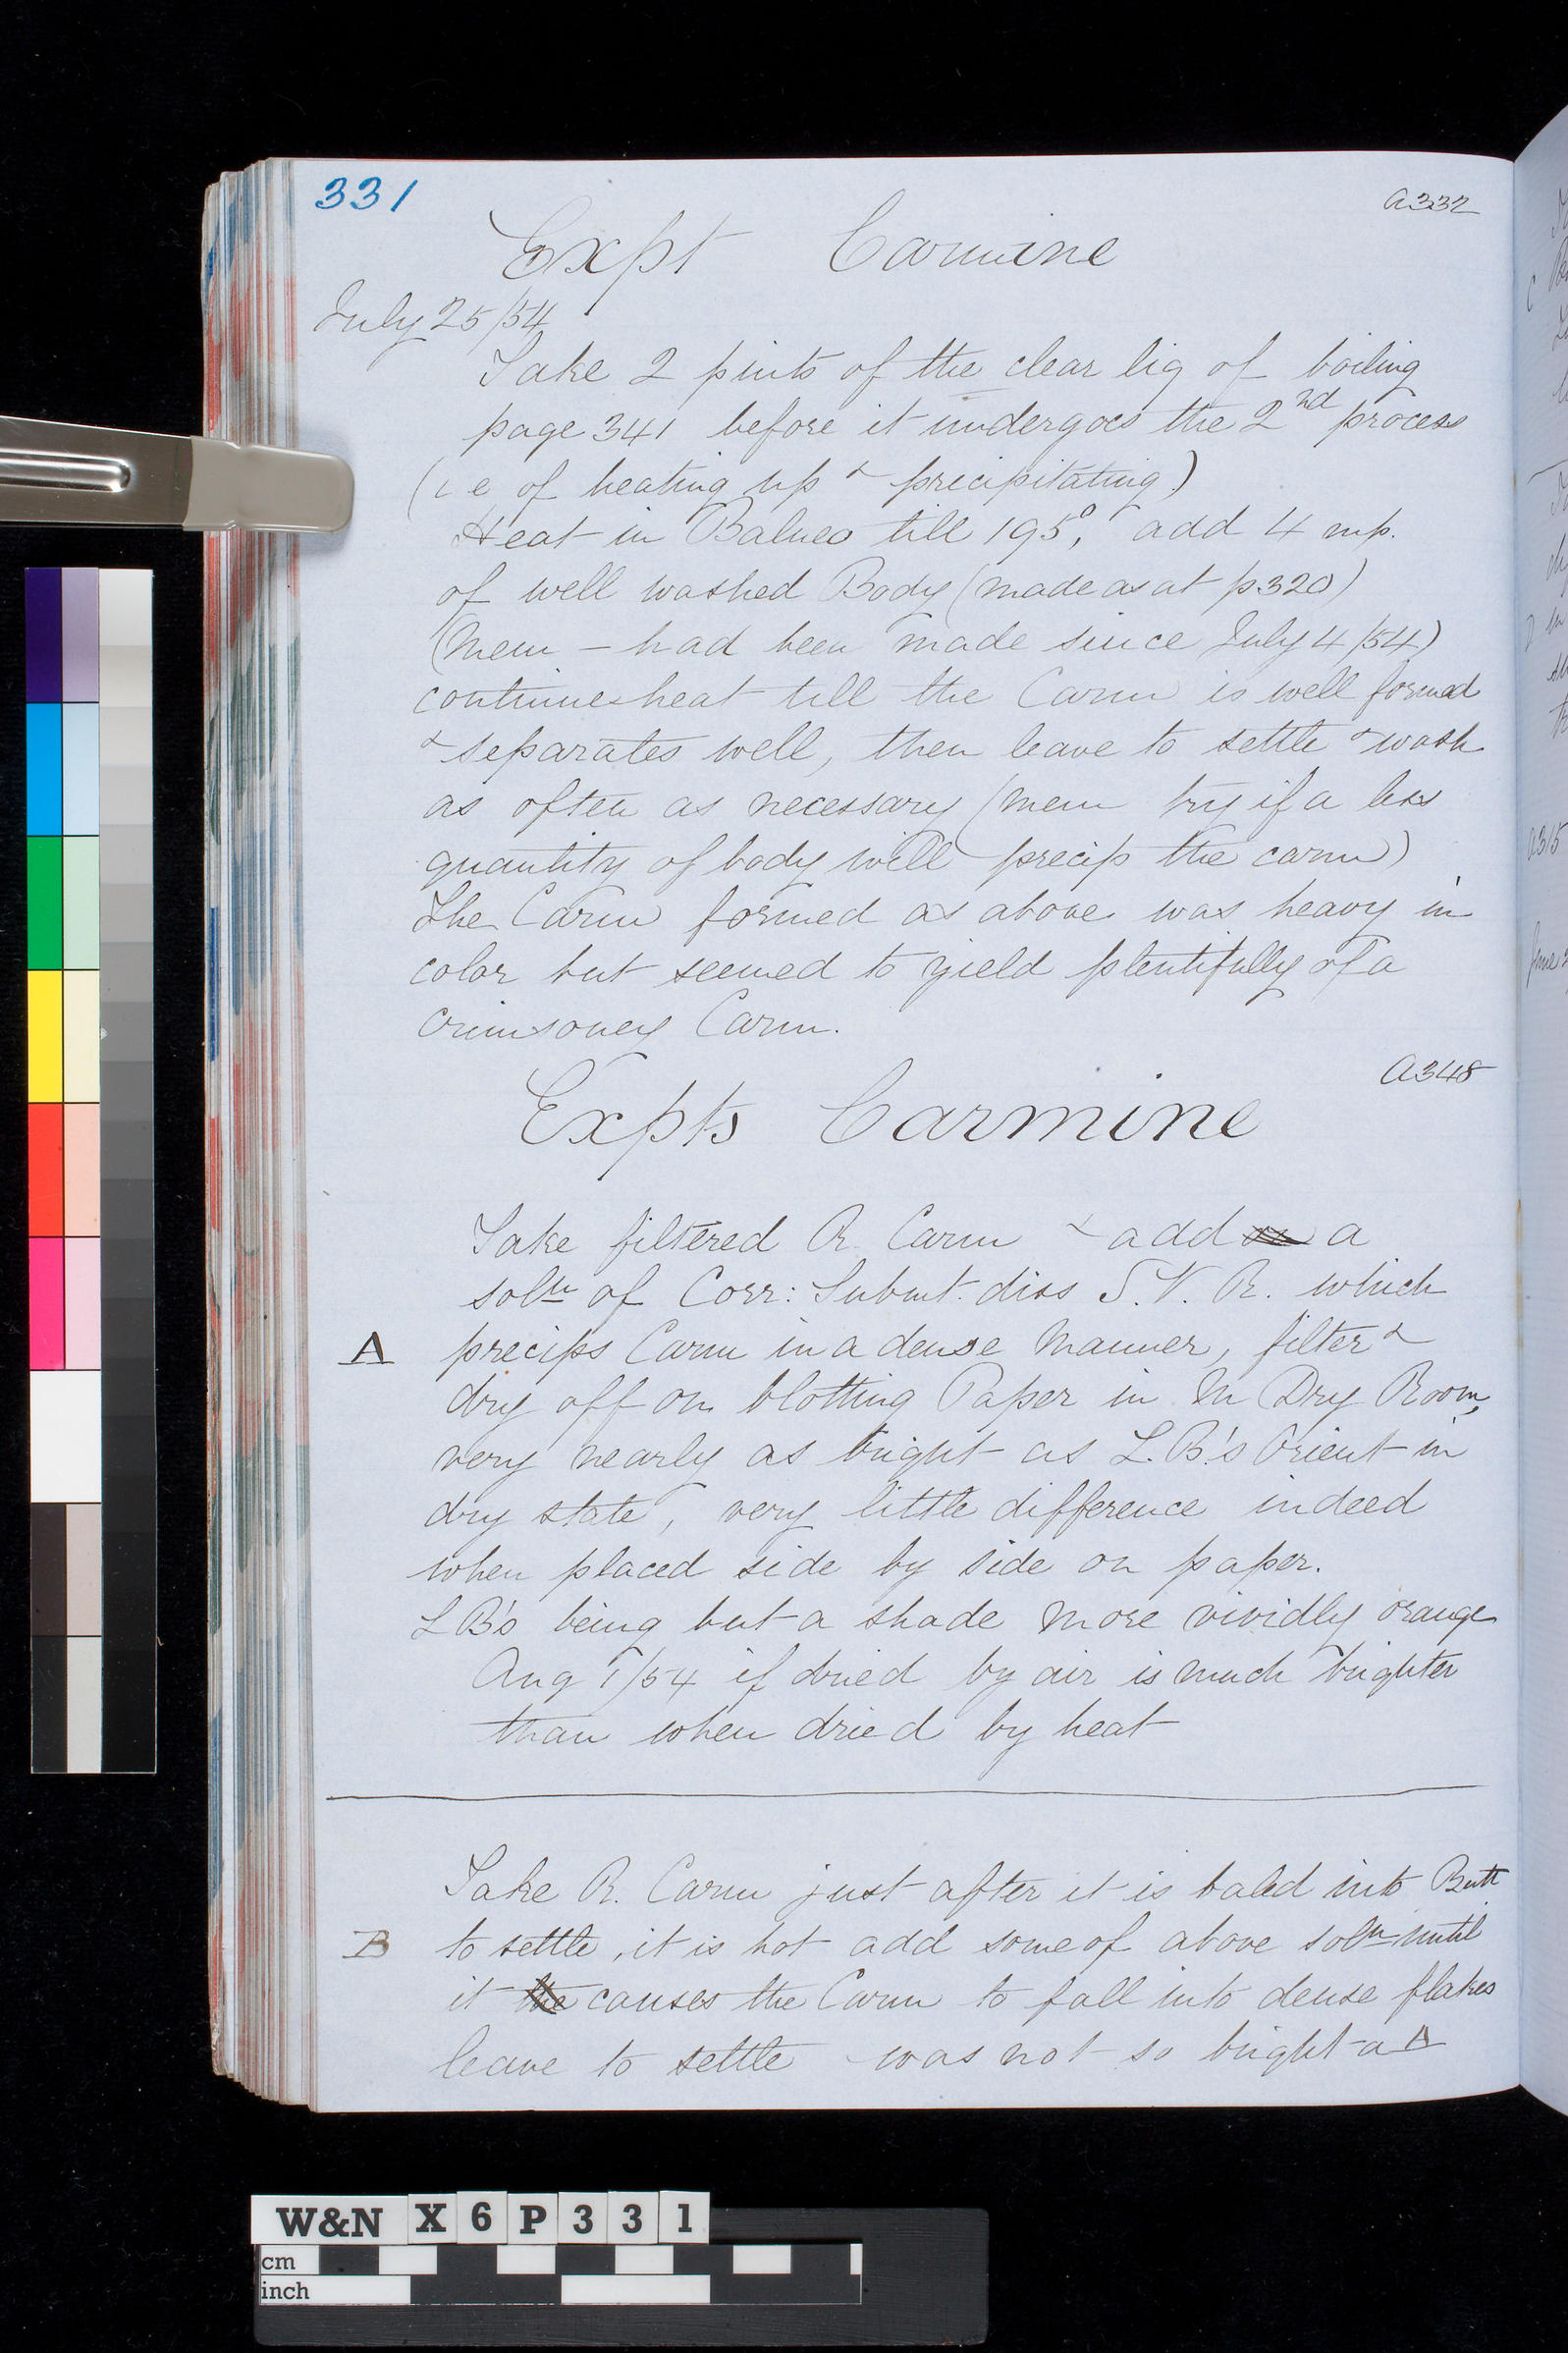 331
a332
Expt Carmine
July 25/54
Take 2 pints of the clear liq of boiling
page 341 before it undergoes the 2nd process
(i e of heating up & precipitating)
Heat in Balneo till 195°, add 4 mp.
of well washed Body (made as at p320)
(Mem – had been made since July 4/54)
continue heat till the Carm is well formed
& separates well, then leave to settle & wash
as often as necessary (mem try if a less
quantity of body will precip the carm)
The Carm formed as above was heavy in
color but seemed to yield plentifully of a
crimsoney Carm.
a348
Expts Carmine
Take filtered R. Carm & add a
soln of Corr: Submt. diss S.V.R. which
A precips Carm in a dense manner, filter &
dry off on blotting Paper in M Dry Room,
very nearly as bright as L.B.'s Orient in
dry state, very little difference indeed
when placed side by side on paper.
L B's being but a shade more vividly orange
Aug 1/54 if dried by air is much brighter
than when dried by heat
Take R. Carm just after it is baled into Butt
B to settle, it is hot add some of above soln until
it the causes the Carm to fall into dense flakes
leave to settle - was not so bright as A
C
a315
June
W&N X 6 P 3 3 1
cm
inch